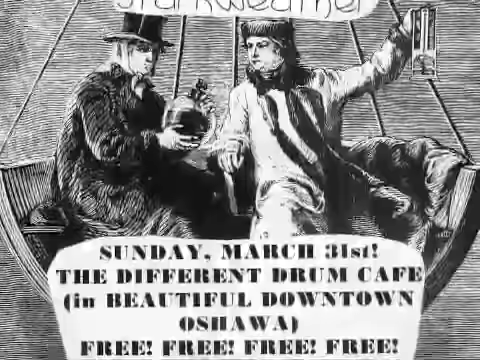 Starkweather
SUNDAY, MARCH 31st!
THE DIFFERENT DRUM CAFE
(in BEAUTIFUL DOWNTOWN
OSHAWA)
FREE! FREE! FREE! FREE!